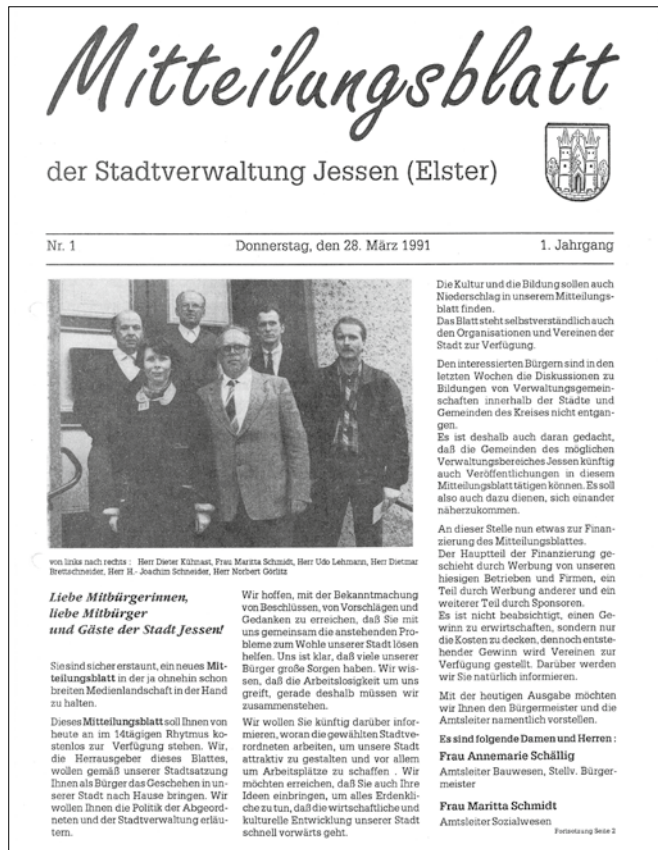 Mitteilungsblatt
der Stadtverwaltung Jessen (Elster)
Nr. 1 Donnerstag, den 28. März 1991 1. Jahrgang
von links nach rechts : Herr Dieter Kühnast, Frau Maritta Schmidt, Herr Udo Lehmann, Herr Dietmar
Brettschneider, Herr H.- Joachim Schneider, Herr Norbert Görlitz
Liebe Mitbürgerinnen,
liebe Mitbürger
und Gäste der Stadt Jessen!
Sie sind sicher erstaunt, ein neues Mit-
teilungsblatt in der ja ohnehin schon
breiten Medienlandschaft in der Hand
zu halten.
Dieses Mitteilungsblatt soll Ihnen von
heute an im 14tägigen Rhytmus ko-
stenlos zur Verfügung stehen. Wir,
die Herrausgeber dieses Blattes,
wollen gemäß unserer Stadtsatzung
Ihnen als Bürger das Geschehen in un-
serer Stadt nach Hause bringen. Wir
wollen Ihnen die Politik der Abgeord-
neten und der Stadtverwaltung erläu-
tern.
Wir hoffen, mit der Bekanntmachung
von Beschlüssen, von Vorschlägen und
Gedanken zu erreichen, daß Sie mit
uns gemeinsam die anstehenden Pro-
bleme zum Wohle unserer Stadt lösen
helfen. Uns ist klar, daß viele unserer
Bürger große Sorgen haben. Wir wis-
sen, daß die Arbeitslosigkeit um uns
greift, gerade deshalb müssen wir
zusammenstehen.
Wir wollen Sie künftig darüber infor-
mieren, woran die gewählten Stadtve-
rordneten arbeiten, um unsere Stadt
attraktiv zu gestalten und vor allem
um Arbeitsplätze zu schaffen . Wir
möchten erreichen, daß Sie auch Ihre
Ideen einbringen, um alles Erdenkli-
che zu tun, daß die wirtschaftliche und
kulturelle Entwicklung unserer Stadt
schnell vorwärts geht.
Die Kultur und die Bildung sollen auch
Niederschlag in unserem Mitteilungs-
blatt finden.
Das Blatt steht selbstverständlich auch
den Organisationen und Vereinen der
Stadt zur Verfügung.
Den interessierten Bürgern sind in den
letzten Wochen die Diskussionen zu
Bildungen von Verwaltungsgemein-
schaften innerhalb der Städte und
Gemeinden des Kreises nicht entgan-
gen.
Es ist deshalb auch daran gedacht,
daß die Gemeinden des möglichen
Verwaltungsbereiches Jessen künftig
auch Veröffentlichungen in diesem
Mitteilungsblatt tätigen können. Es soll
also auch dazu dienen, sich einander
näherzukommen.
An dieser Stelle nun etwas zur Finan-
zierung des Mitteilungsblattes.
Der Hauptteil der Finanzierung ge-
schieht durch Werbung von unseren
hiesigen Betrieben und Firmen, ein
Teil durch Werbung anderer und ein
weiterer Teil durch Sponsoren.
Es ist nicht beabsichtigt, einen Ge-
winn zu erwirtschaften, sondern nur
die Kosten zu decken, dennoch entste-
hender Gewinn wird Vereinen zur
Verfügung gestellt. Darüber werden
wir Sie natürlich informieren.
Mit der heutigen Ausgabe möchten
wir Ihnen den Bürgermeister und die
Amtsleiter namentlich vorstellen.
Es sind folgende Damen und Herren :
Frau Annemarie Schällig
Amtsleiter Bauwesen, Stellv. Bürger-
meister
Frau Maritta Schmidt
Amtsleiter Sozialwesen
Fortsetzung Seite 2